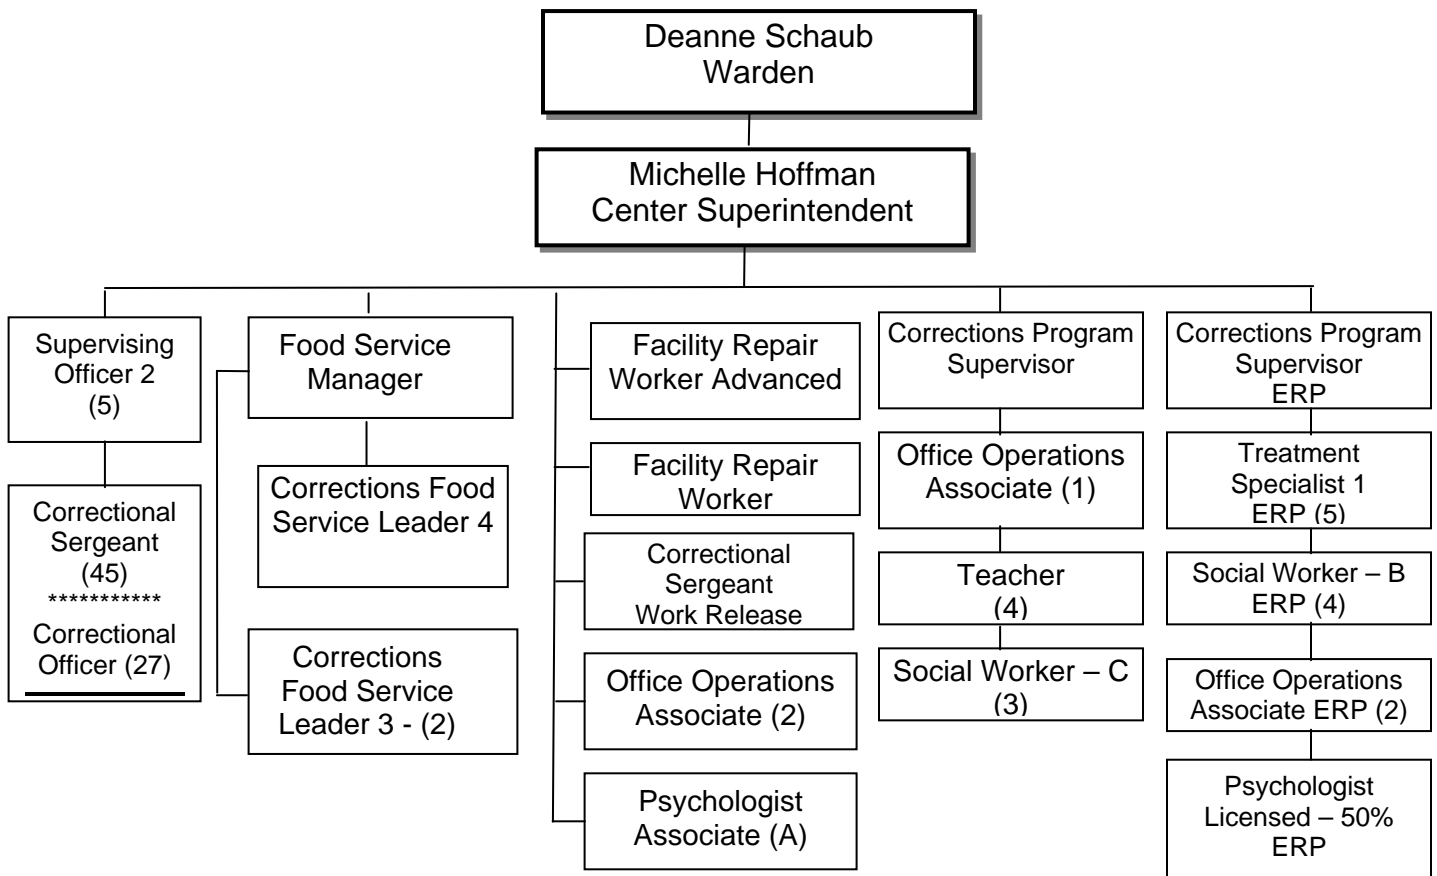 Deanne Schaub
Warden
Michelle Hoffman
Center Superintendent
Supervising
Officer 2
(5)
Correctional
Sergeant
(45)
***********
Correctional
Officer (27)
Food Service
Manager
Corrections Food
Service Leader 4
Corrections
Food Service
Leader 3 - (2)
Facility Repair
Worker Advanced
Facility Repair
Worker
Correctional
Sergeant
Work Release
Office Operations
Associate (2)
Psychologist
Associate (A)
Corrections Program
Supervisor
Office Operations
Associate (1)
Teacher
(4)
Social Worker – C
(3)
Corrections Program
Supervisor
ERP
Treatment
Specialist 1
ERP (5)
Social Worker – B
ERP (4)
Office Operations
Associate ERP (2)
Psychologist
Licensed – 50%
ERP